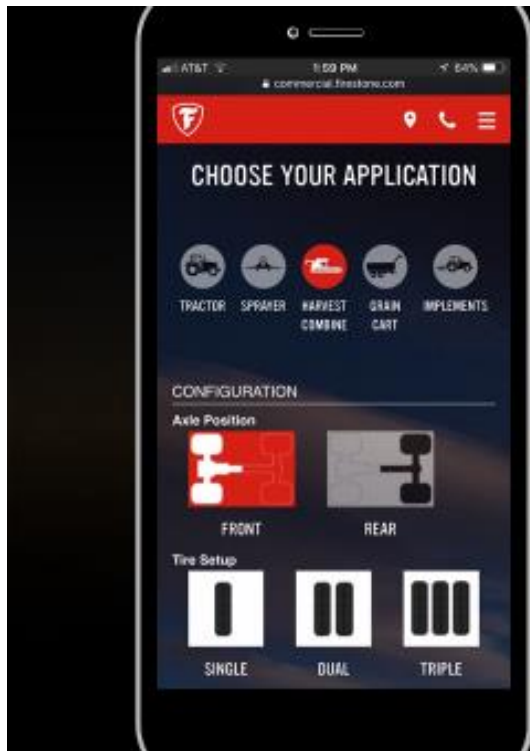 AT&T 1:59 PM 64%
commercial.firestone.com
F
CHOOSE YOUR APPLICATION
TRACTOR SPRAYER HARVEST COMBINE GRAIN CART IMPLEMENTS
CONFIGURATION
Axle Position
FRONT REAR
Tire Setup
SINGLE DUAL TRIPLE